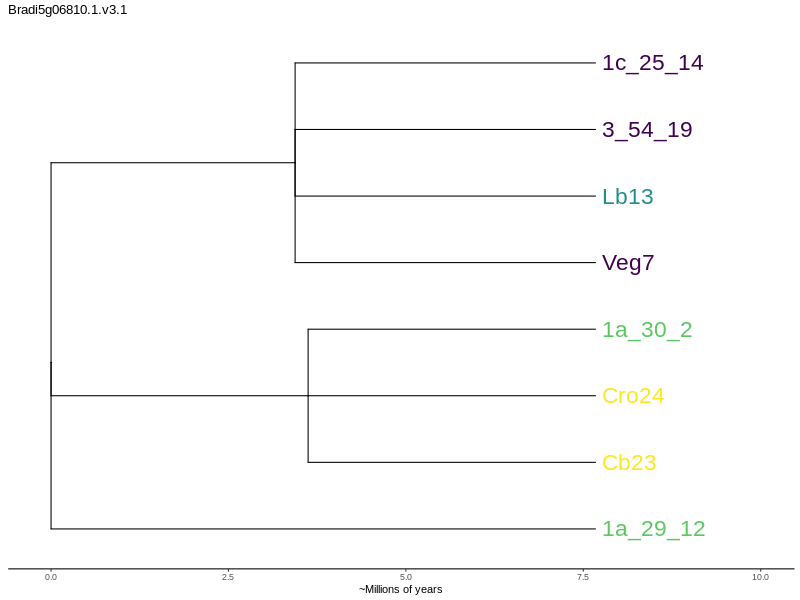 Bradi5g06810.1.v3.1
1c_25_14
3_54_19
Lb13
Veg7
1a_30_2
Cro24
Cb23
1a_29_12
0.0 2.5 5.0 7.5 10.0
~Millions of years